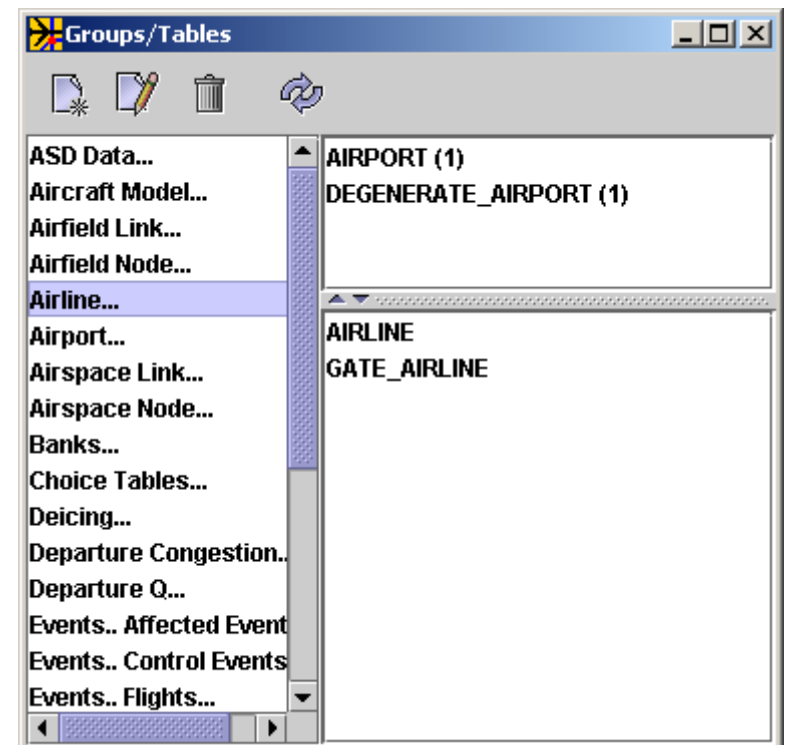 Groups/Tables
ASD Data...
Aircraft Model...
Airfield Link...
Airfield Node...
Airline...
Airport...
Airspace Link...
Airspace Node...
Banks...
Choice Tables...
Deicing...
Departure Congestion..
Departure Q...
Events.. Affected Event
Events.. Control Events
Events.. Flights...
AIRPORT (1)
DEGENERATE_AIRPORT (1)
AIRLINE
GATE_AIRLINE